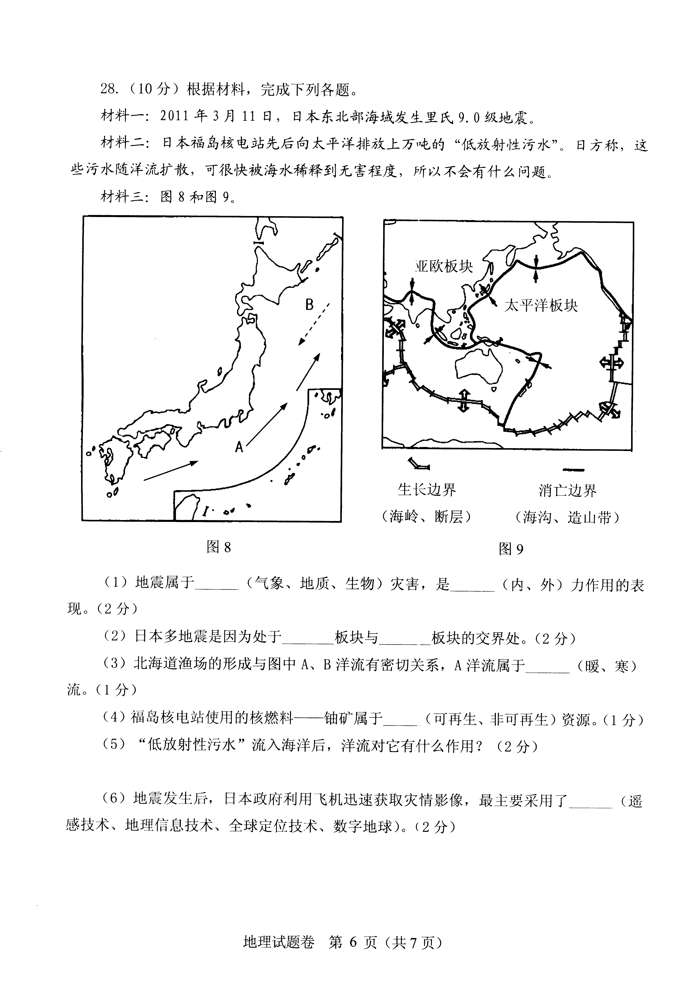 28.（10 分）根据材料，完成下列各题。
材料一：2011 年 3 月 11 日，日本东北部海域发生里氏 9.0 级地震。
材料二：日本福岛核电站先后向太平洋排放上万吨的“低放射性污水”。日方称，这
些污水随洋流扩散，可很快被海水稀释到无害程度，所以不会有什么问题。
材料三：图 8 和图 9。
亚欧板块
太平洋板块
B
A
生长边界
消亡边界
（海岭、断层）
（海沟、造山带）
图 8
图 9
（1）地震属于______（气象、地质、生物）灾害，是______（内、外）力作用的表
现。（2 分）
（2）日本多地震是因为处于_______板块与_______板块的交界处。（2 分）
（3）北海道渔场的形成与图中 A、B 洋流有密切关系，A 洋流属于______（暖、寒）
流。（1 分）
（4）福岛核电站使用的核燃料——铀矿属于_____（可再生、非可再生）资源。（1 分）
（5）“低放射性污水”流入海洋后，洋流对它有什么作用？（2 分）
（6）地震发生后，日本政府利用飞机迅速获取灾情影像，最主要采用了______（遥
感技术、地理信息技术、全球定位技术、数字地球）。（2 分）
地理试题卷 第 6 页（共 7 页）